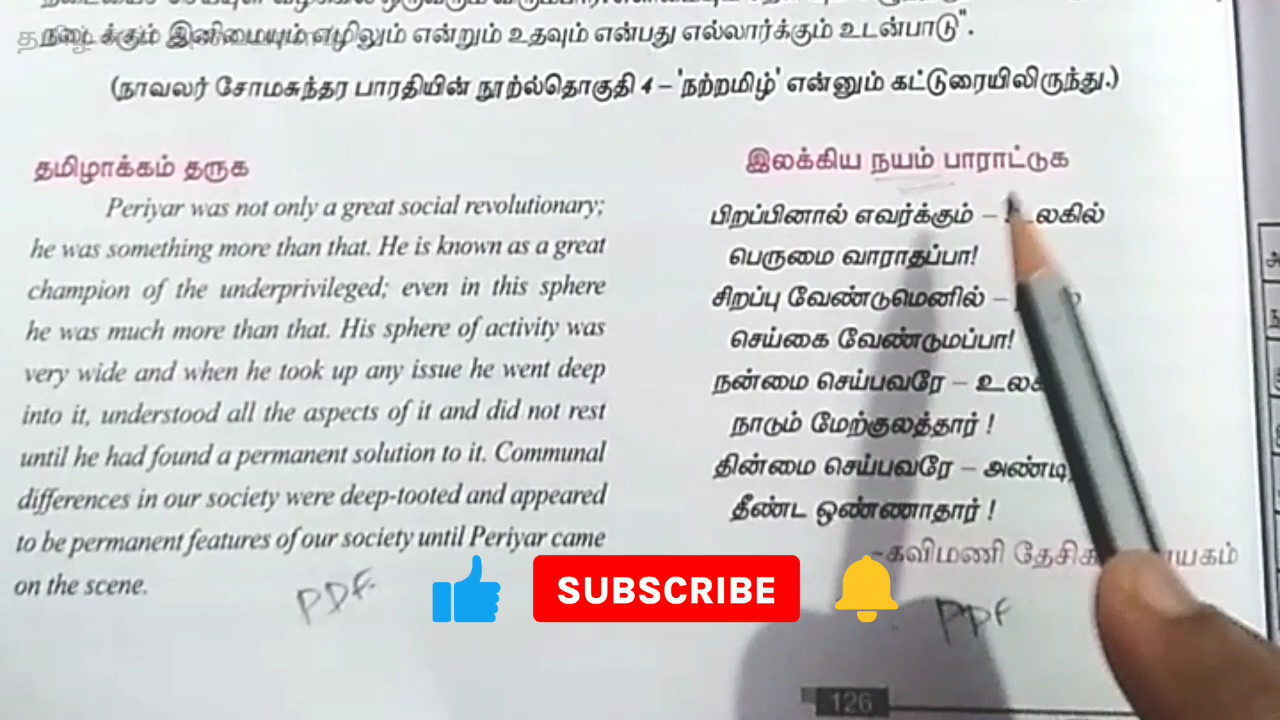 நடைக்கும் இனிமையும் எழிலும் என்றும் உதவும் என்பது எல்லார்க்கும் உடன்பாடு".
(நாவலர் சோமசுந்தர பாரதியின் நூற்ல்தொகுதி 4 – 'நற்றமிழ்' என்னும் கட்டுரையிலிருந்து.)
தமிழாக்கம் தருக
Periyar was not only a great social revolutionary;
he was something more than that. He is known as a great
champion of the underprivileged; even in this sphere
he was much more than that. His sphere of activity was
very wide and when he took up any issue he went deep
into it, understood all the aspects of it and did not rest
until he had found a permanent solution to it. Communal
differences in our society were deep-tooted and appeared
to be permanent features of our society until Periyar came
on the scene.
PDF
இலக்கிய நயம் பாராட்டுக
பிறப்பினால் எவர்க்கும் –
பெருமை வாராதப்பா!
சிறப்பு வேண்டுமெனில் –
செய்கை வேண்டுமப்பா!
நன்மை செய்பவரே –
நாடும் மேற்குலத்தார் !
தின்மை செய்பவரே –
தீண்ட ஒண்ணாதார் !
-கவிமணி
PDF
SUBSCRIBE
126